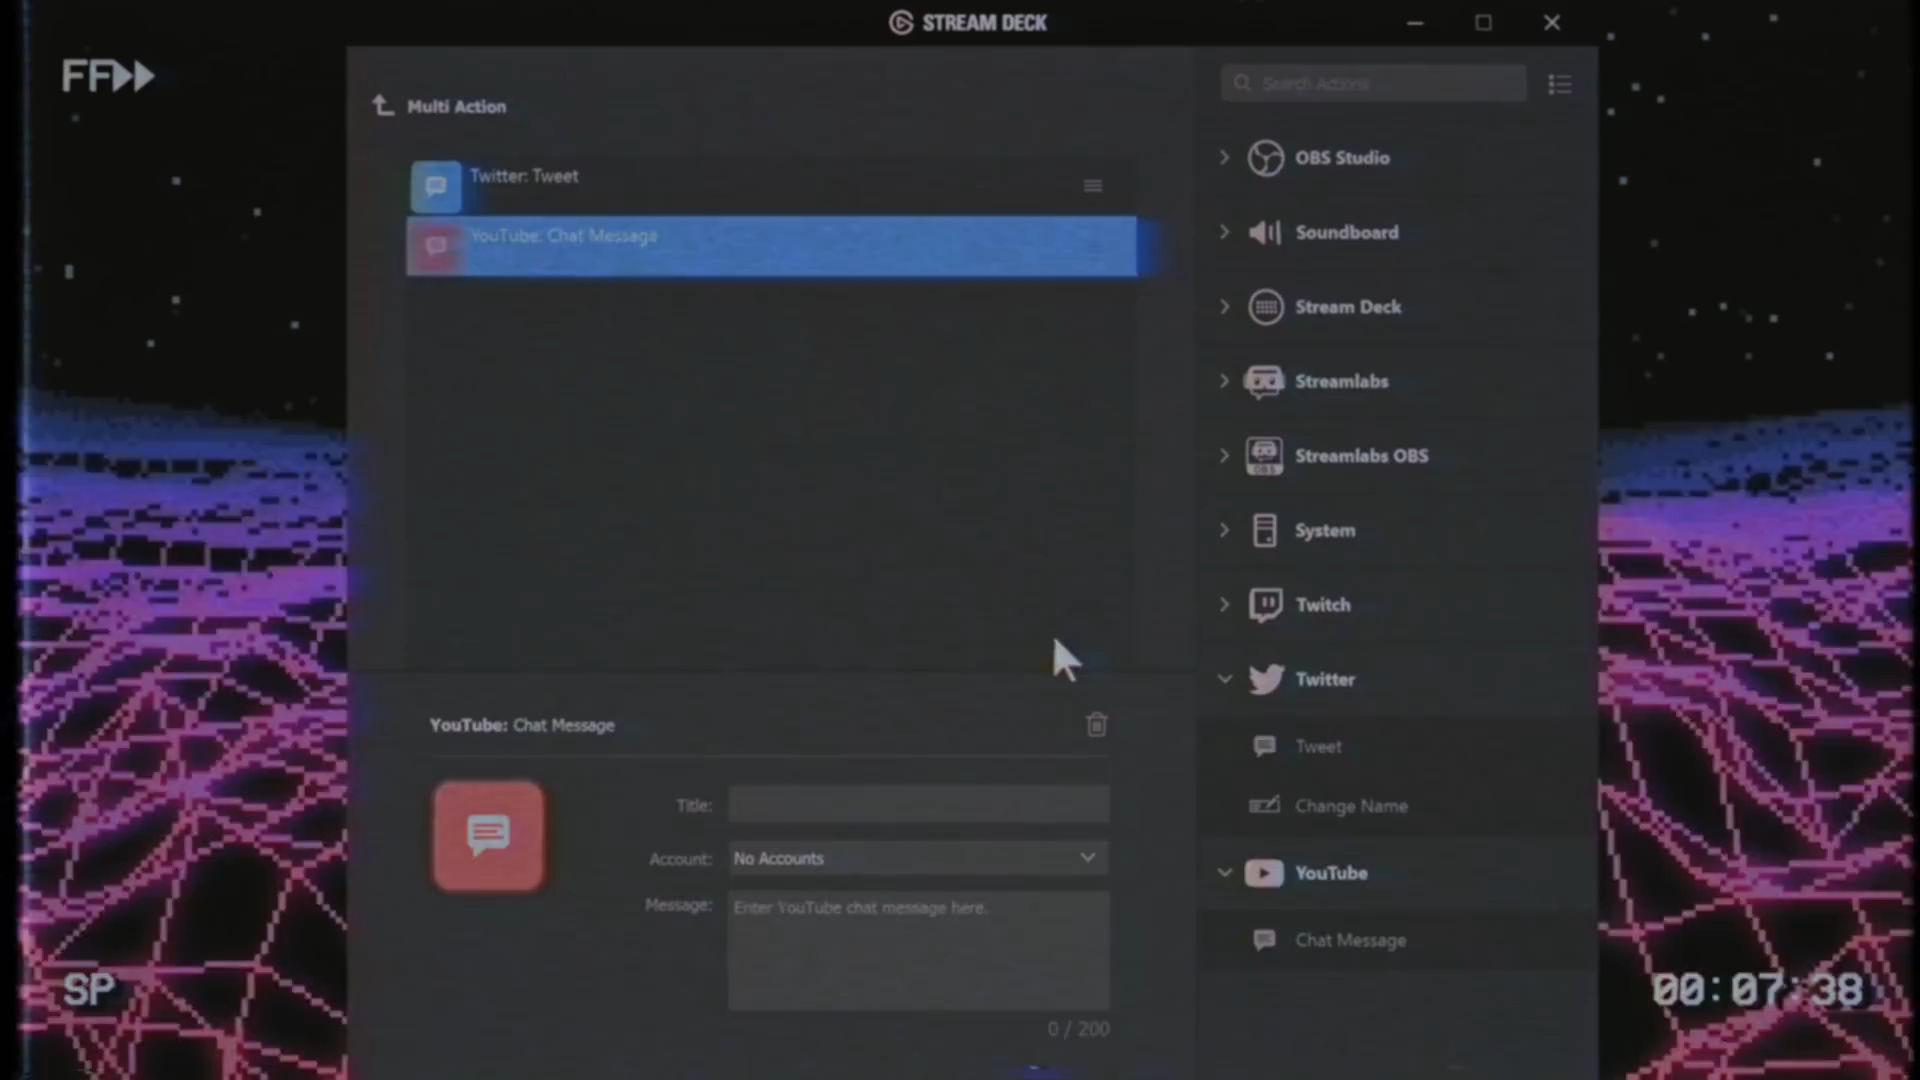 STREAM DECK
FF
Multi Action
Search Actions
Twitter: Tweet
YouTube: Chat Message
OBS Studio
Soundboard
Stream Deck
Streamlabs
OBS
Streamlabs OBS
System
Twitch
Twitter
Tweet
Change Name
YouTube
Chat Message
YouTube: Chat Message
Title:
Account: No Accounts
Message: Enter YouTube chat message here.
0 / 200
SP
00:07:38